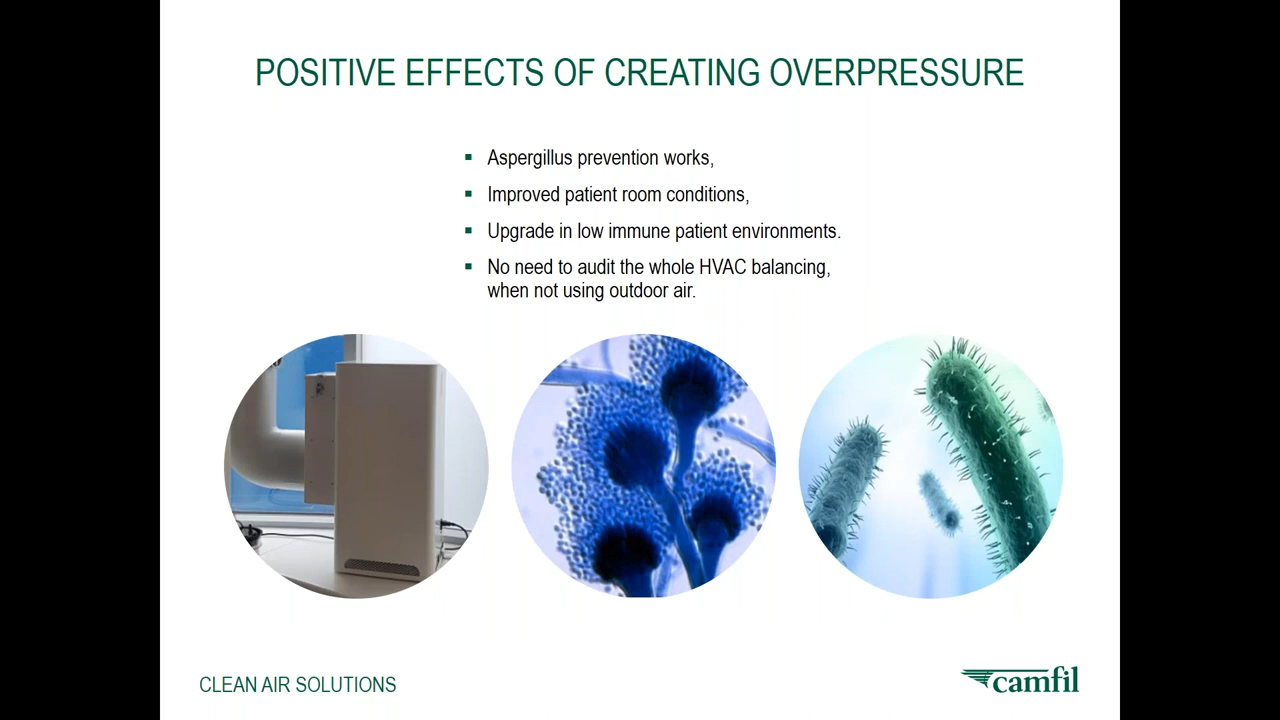 POSITIVE EFFECTS OF CREATING OVERPRESSURE
Aspergillus prevention works,
Improved patient room conditions,
Upgrade in low immune patient environments.
No need to audit the whole HVAC balancing,
when not using outdoor air.
CLEAN AIR SOLUTIONS
camfil